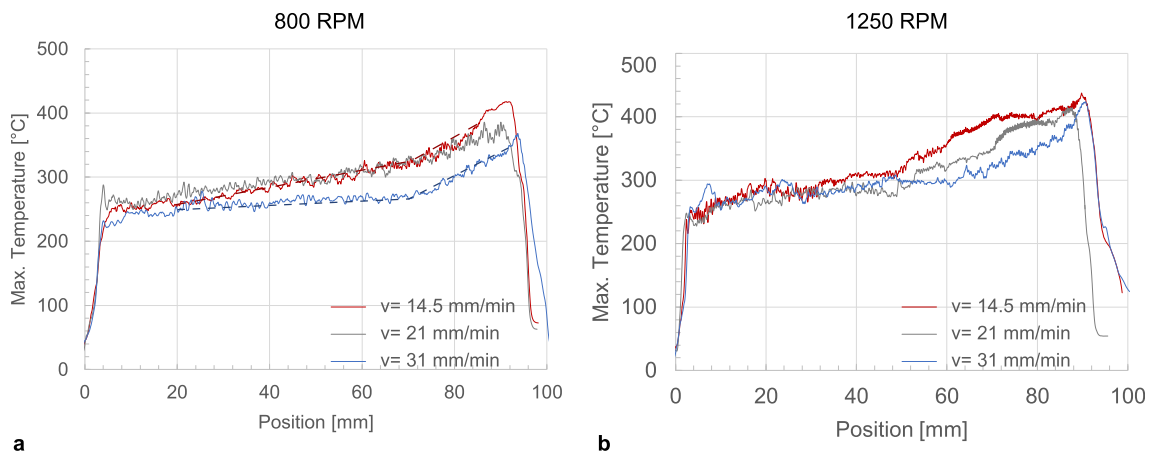 800 RPM
Max. Temperature [°C]
500
400
300
200
100
0
v= 14.5 mm/min
v= 21 mm/min
v= 31 mm/min
0 20 40 60 80 100
Position [mm]
a
1250 RPM
Max. Temperature [°C]
500
400
300
200
100
0
v= 14.5 mm/min
v= 21 mm/min
v= 31 mm/min
0 20 40 60 80 100
Position [mm]
b